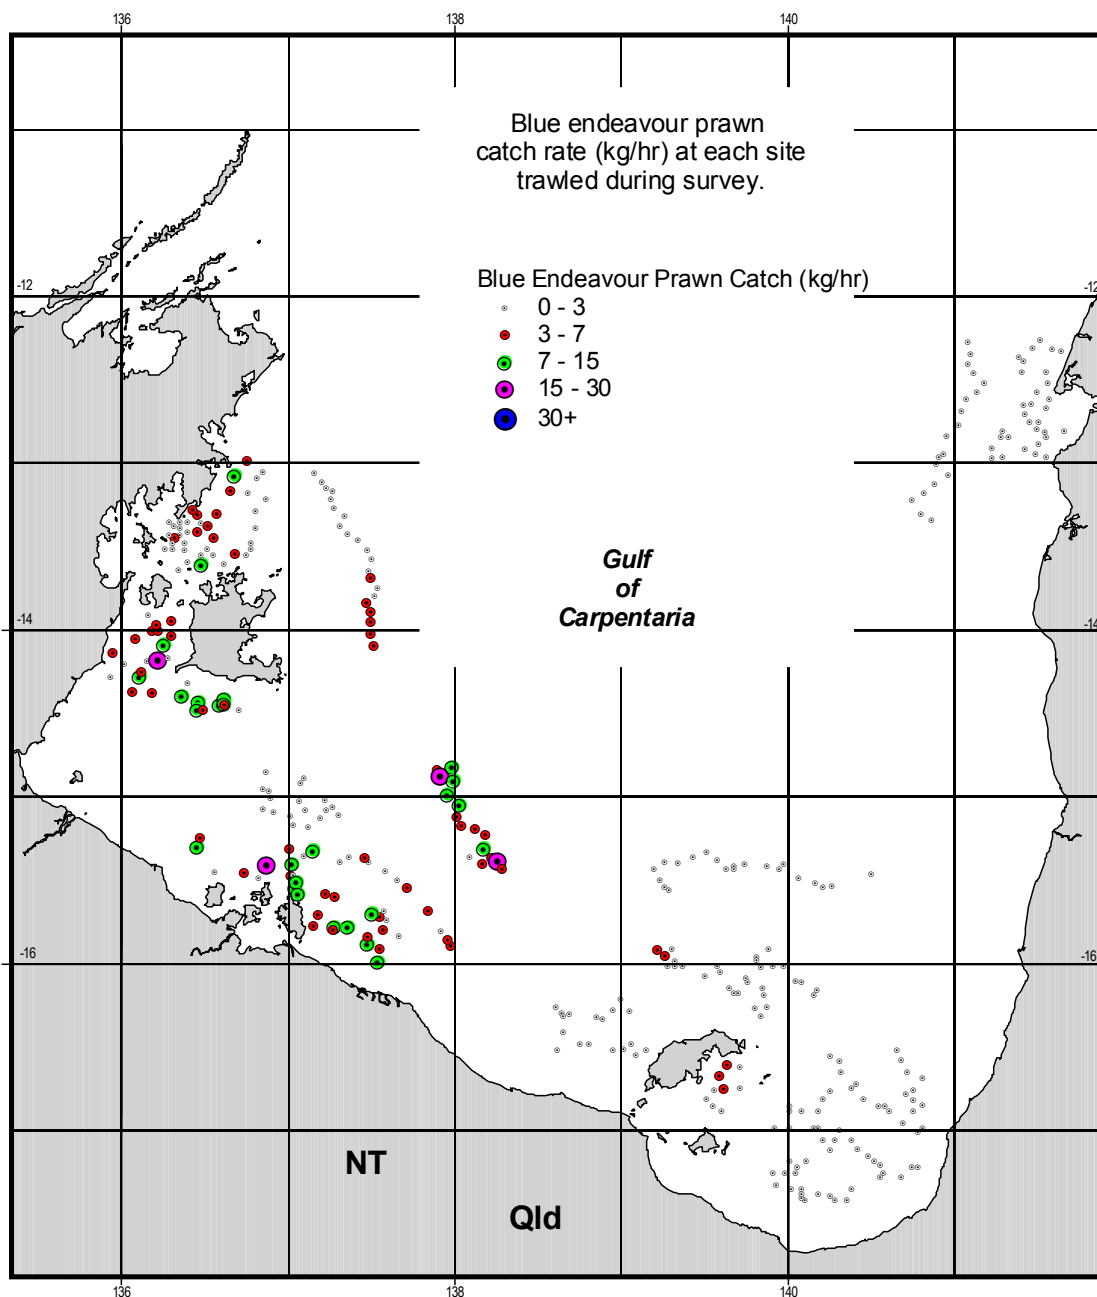 136
138
140
Blue endeavour prawn
catch rate (kg/hr) at each site
trawled during survey.
Blue Endeavour Prawn Catch (kg/hr)
-12
-12
0 - 3
3 - 7
7 - 15
15 - 30
30+
Gulf
of
Carpentaria
-14
-14
-16
-16
NT
Qld
136
138
140